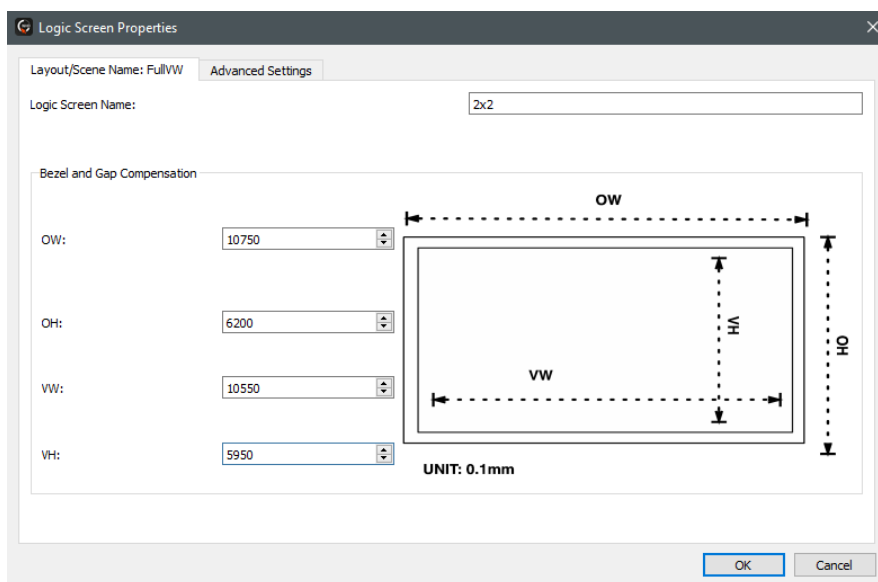 Logic Screen Properties
Layout/Scene Name: FullVW
Advanced Settings
Logic Screen Name:
2x2
Bezel and Gap Compensation
OW
OW:
10750
OH:
6200
VH
OH
VW:
10550
VW
VH:
5950
UNIT: 0.1mm
OK
Cancel